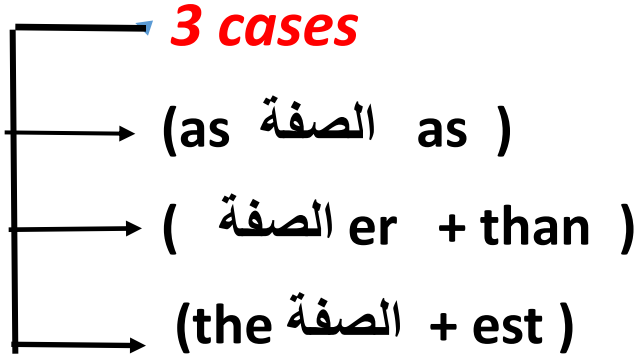 3 cases
(as الصفة as )
( الصفة er + than )
(the الصفة + est )